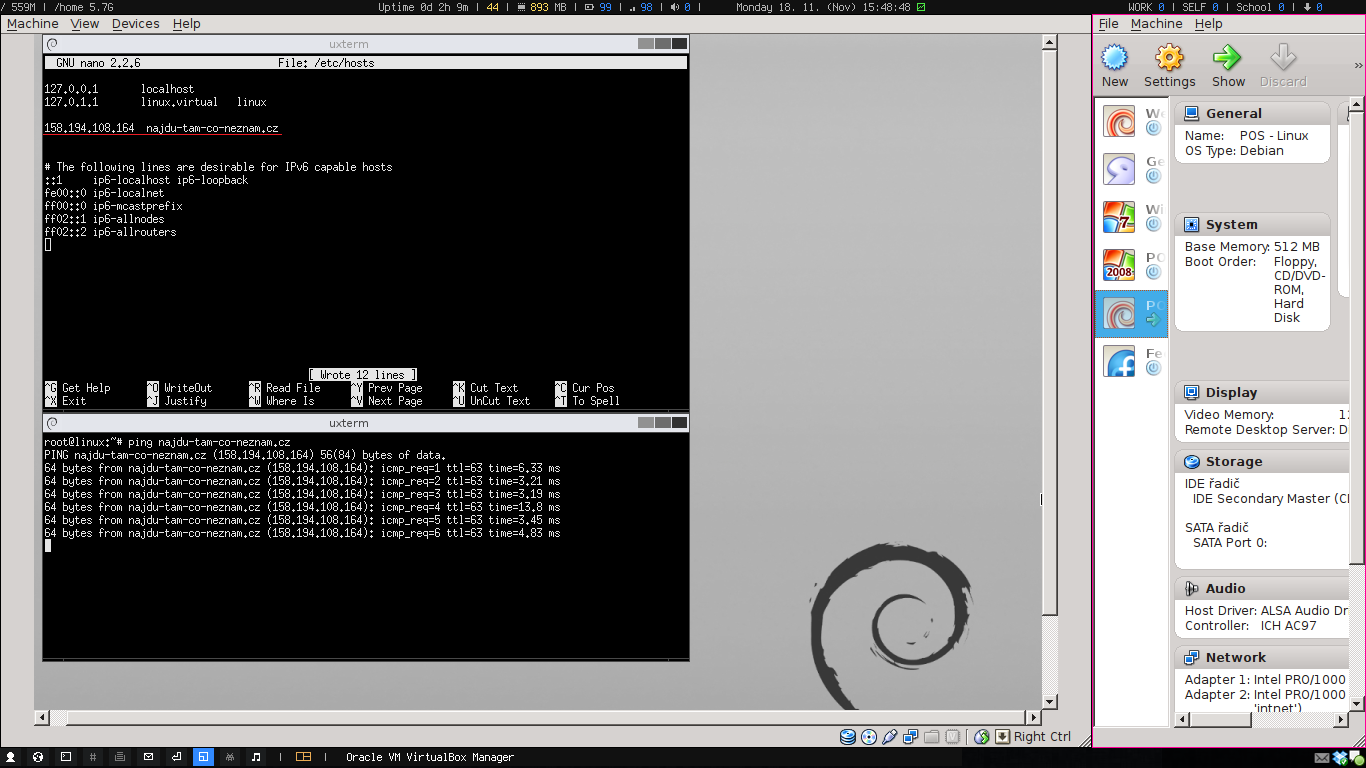 / 559M | /home 5.7G Uptime 0d 2h 9m | 44 | 893 MB | 99 | 98 | 0 | Monday 18. 11. (Nov) 15:48:48 WORK 0 | SELF 0 | School 0 | 0
Machine View Devices Help
uxterm
GNU nano 2.2.6 File: /etc/hosts
127.0.0.1 localhost
127.0.1.1 linux.virtual linux
158.194.108.164 najdu-tam-co-neznam.cz
# The following lines are desirable for IPv6 capable hosts
::1 ip6-localhost ip6-loopback
fe00::0 ip6-localnet
ff00::0 ip6-mcastprefix
ff02::1 ip6-allnodes
ff02::2 ip6-allrouters
[ Wrote 12 lines ]
^G Get Help ^O WriteOut ^R Read File ^Y Prev Page ^K Cut Text ^C Cur Pos
^X Exit ^J Justify ^W Where Is ^V Next Page ^U UnCut Text ^T To Spell
uxterm
root@linux:~# ping najdu-tam-co-neznam.cz
PING najdu-tam-co-neznam.cz (158.194.108.164) 56(84) bytes of data.
64 bytes from najdu-tam-co-neznam.cz (158.194.108.164): icmp_req=1 ttl=63 time=6.33 ms
64 bytes from najdu-tam-co-neznam.cz (158.194.108.164): icmp_req=2 ttl=63 time=3.21 ms
64 bytes from najdu-tam-co-neznam.cz (158.194.108.164): icmp_req=3 ttl=63 time=3.19 ms
64 bytes from najdu-tam-co-neznam.cz (158.194.108.164): icmp_req=4 ttl=63 time=13.8 ms
64 bytes from najdu-tam-co-neznam.cz (158.194.108.164): icmp_req=5 ttl=63 time=3.45 ms
64 bytes from najdu-tam-co-neznam.cz (158.194.108.164): icmp_req=6 ttl=63 time=4.83 ms
Right Ctrl
File Machine Help
New Settings Show Discard »
We
Ge
Wi
7
PO
2008
PO
Fe
General
Name: POS - Linux
OS Type: Debian
System
Base Memory: 512 MB
Boot Order: Floppy,
CD/DVD-
ROM,
Hard
Disk
Display
Video Memory: 12
Remote Desktop Server: D
Storage
IDE řadič
IDE Secondary Master (CD
SATA řadič
SATA Port 0:
Audio
Host Driver: ALSA Audio Dr
Controller: ICH AC97
Network
Adapter 1: Intel PRO/1000
Adapter 2: Intel PRO/1000
'intnet')
Oracle VM VirtualBox Manager